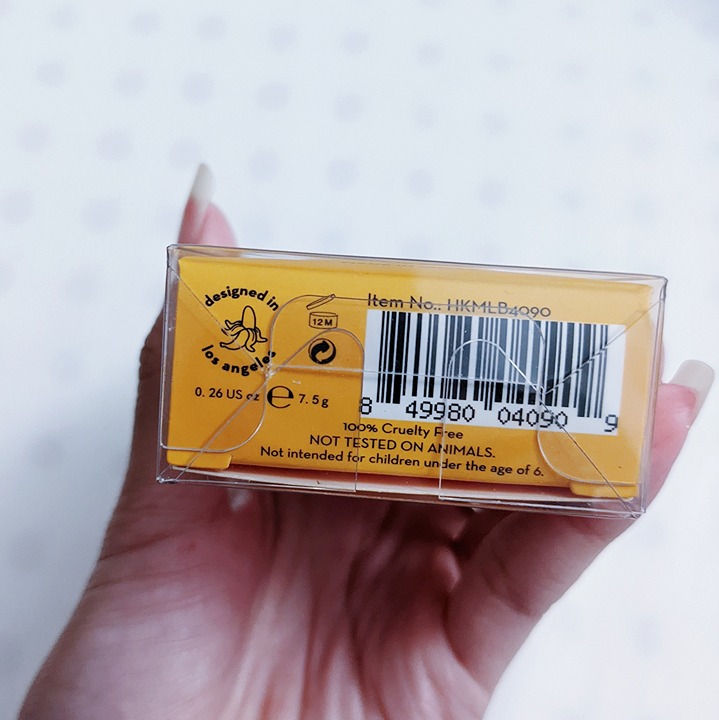 designed in
los angeles
Item No.: HKMLB4090
12M
0.26 US oz e 7.5g
8 49980 04090 9
100% Cruelty Free
NOT TESTED ON ANIMALS.
Not intended for children under the age of 6.